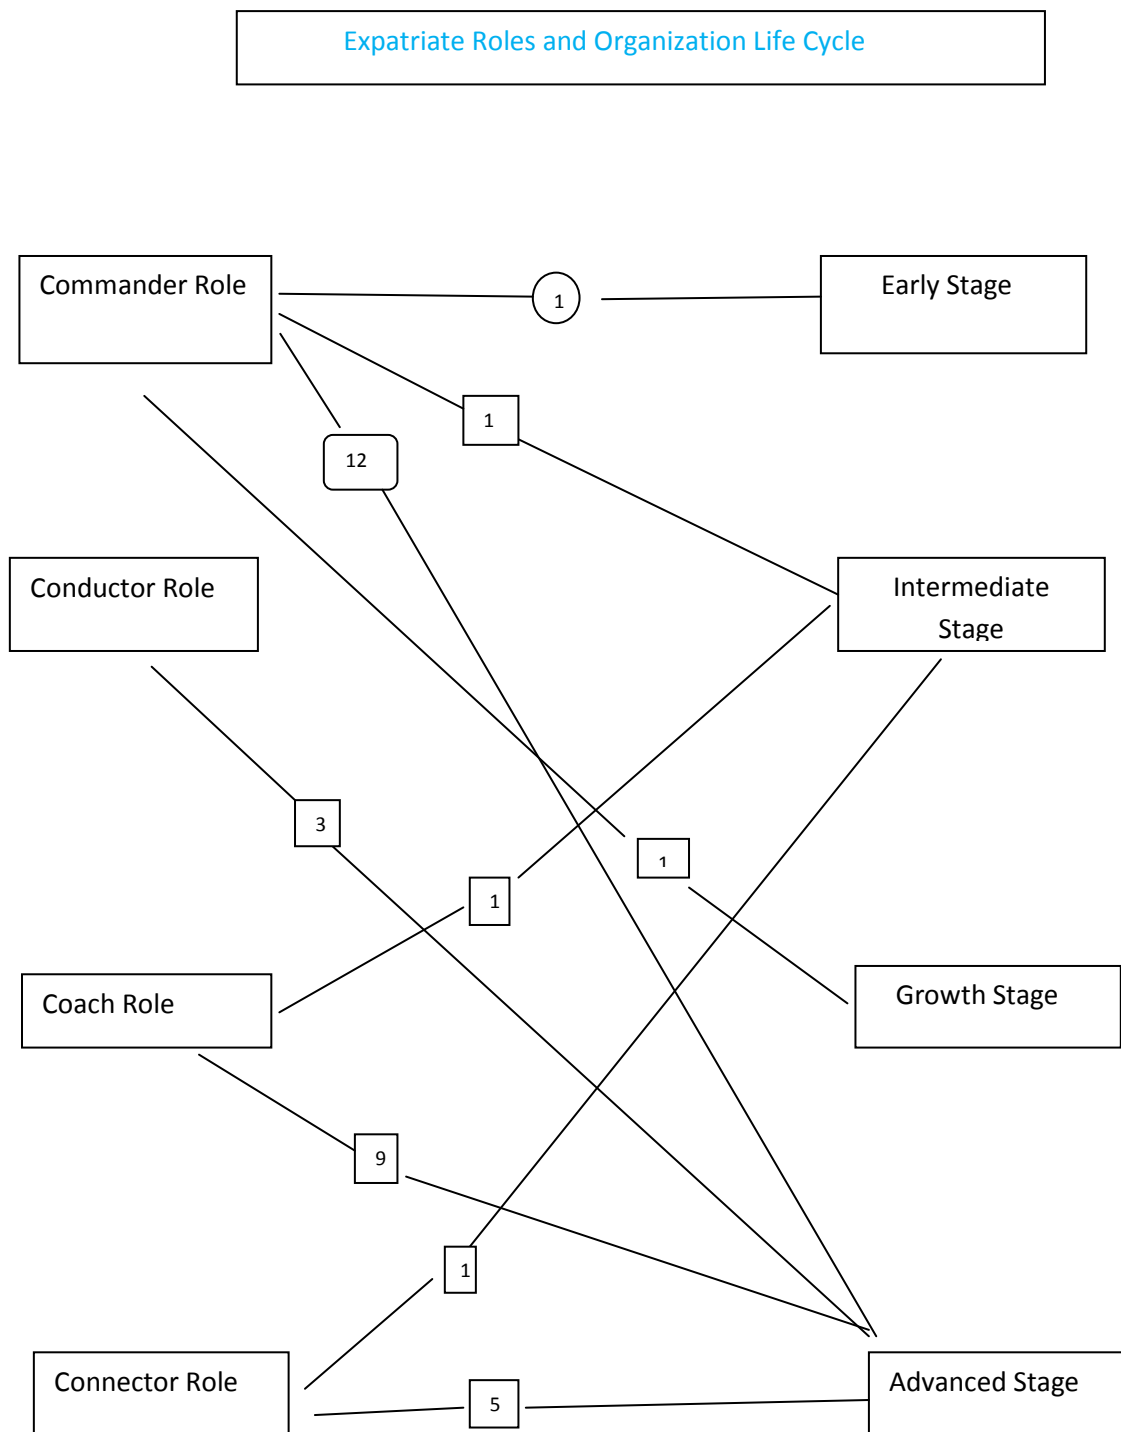 Expatriate Roles and Organization Life Cycle
Commander Role
1
Early Stage
1
12
Conductor Role
Intermediate
Stage
3
1
1
Coach Role
Growth Stage
9
1
Connector Role
5
Advanced Stage